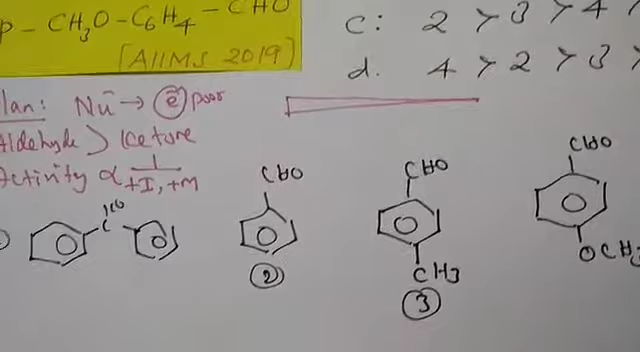 p - CH3O - C6H4 - CHO
[AIIMS 2019]
c: 2 > 3 > 4 >
d. 4 > 2 > 3 >
lan: Nu → ē poor
Aldehyde > Ketone
activity ∝ 1/+I, +M
CHO
CHO
CHO
C
2
CH3
OCH3
3